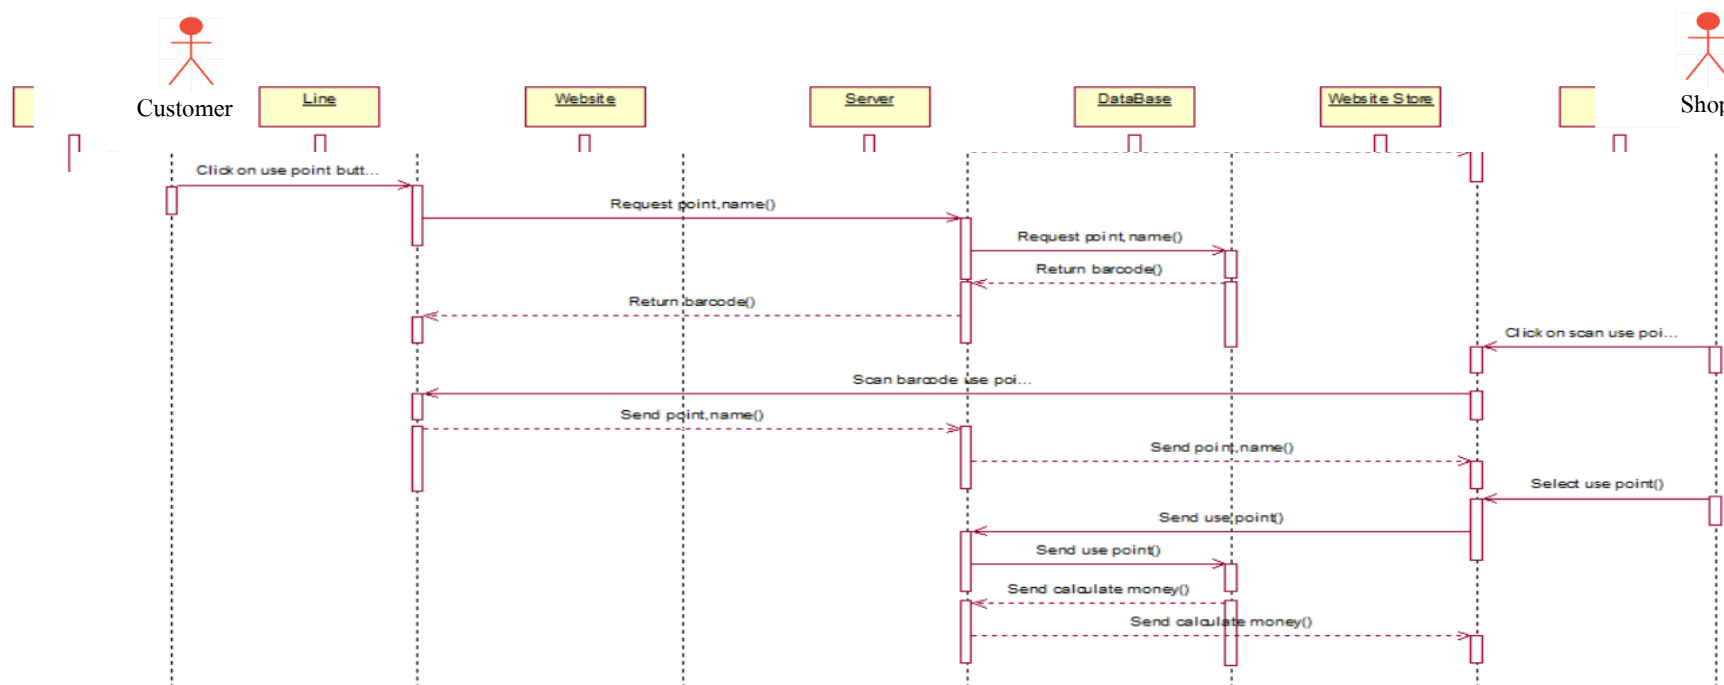 Customer
Line
Website
Server
DataBase
Website Store
Shop
Click on use point butt...
Request point,name()
Request point,name()
Return barcode()
Return barcode()
Click on scan use poi...
Scan barcode use poi...
Send point,name()
Send point,name()
Select use point()
Send use point()
Send use point()
Send calculate money()
Send calculate money()